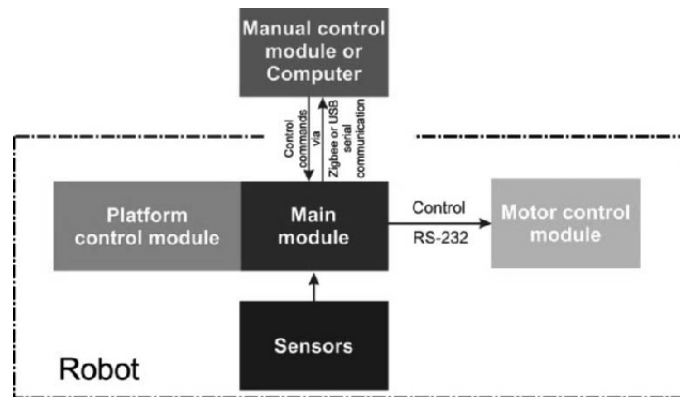 Manual control
module or
Computer
Control
commands
via
Zigbee or USB
serial
communication
Platform
control module
Main
module
Control
RS-232
Motor control
module
Sensors
Robot